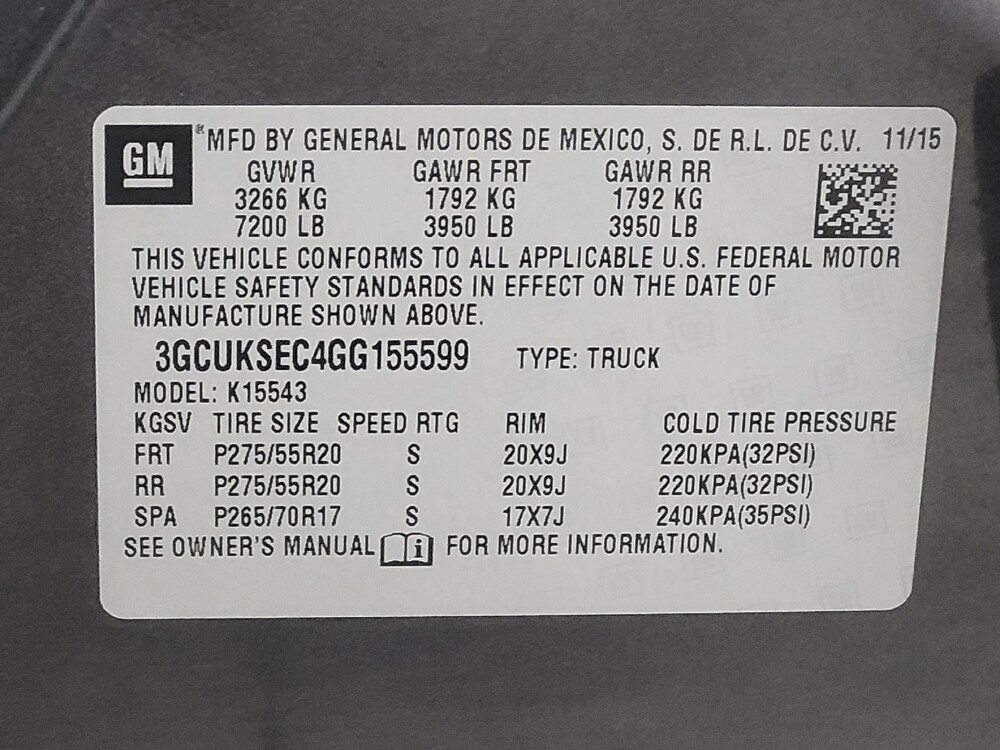 GM ® MFD BY GENERAL MOTORS DE MEXICO, S. DE R.L. DE C.V. 11/15
GVWR GAWR FRT GAWR RR
3266 KG 1792 KG 1792 KG
7200 LB 3950 LB 3950 LB
THIS VEHICLE CONFORMS TO ALL APPLICABLE U.S. FEDERAL MOTOR
VEHICLE SAFETY STANDARDS IN EFFECT ON THE DATE OF
MANUFACTURE SHOWN ABOVE.
3GCUKSEC4GG155599 TYPE: TRUCK
MODEL: K15543
KGSV TIRE SIZE SPEED RTG RIM COLD TIRE PRESSURE
FRT P275/55R20 S 20X9J 220KPA(32PSI)
RR P275/55R20 S 20X9J 220KPA(32PSI)
SPA P265/70R17 S 17X7J 240KPA(35PSI)
SEE OWNER'S MANUAL i FOR MORE INFORMATION.